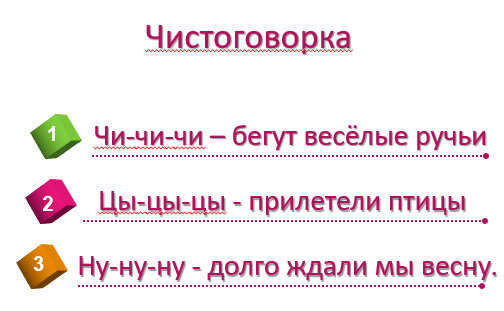 Чистоговорка
1 Чи-чи-чи – бегут весёлые ручьи
2 Цы-цы-цы - прилетели птицы
3 Ну-ну-ну - долго ждали мы весну.